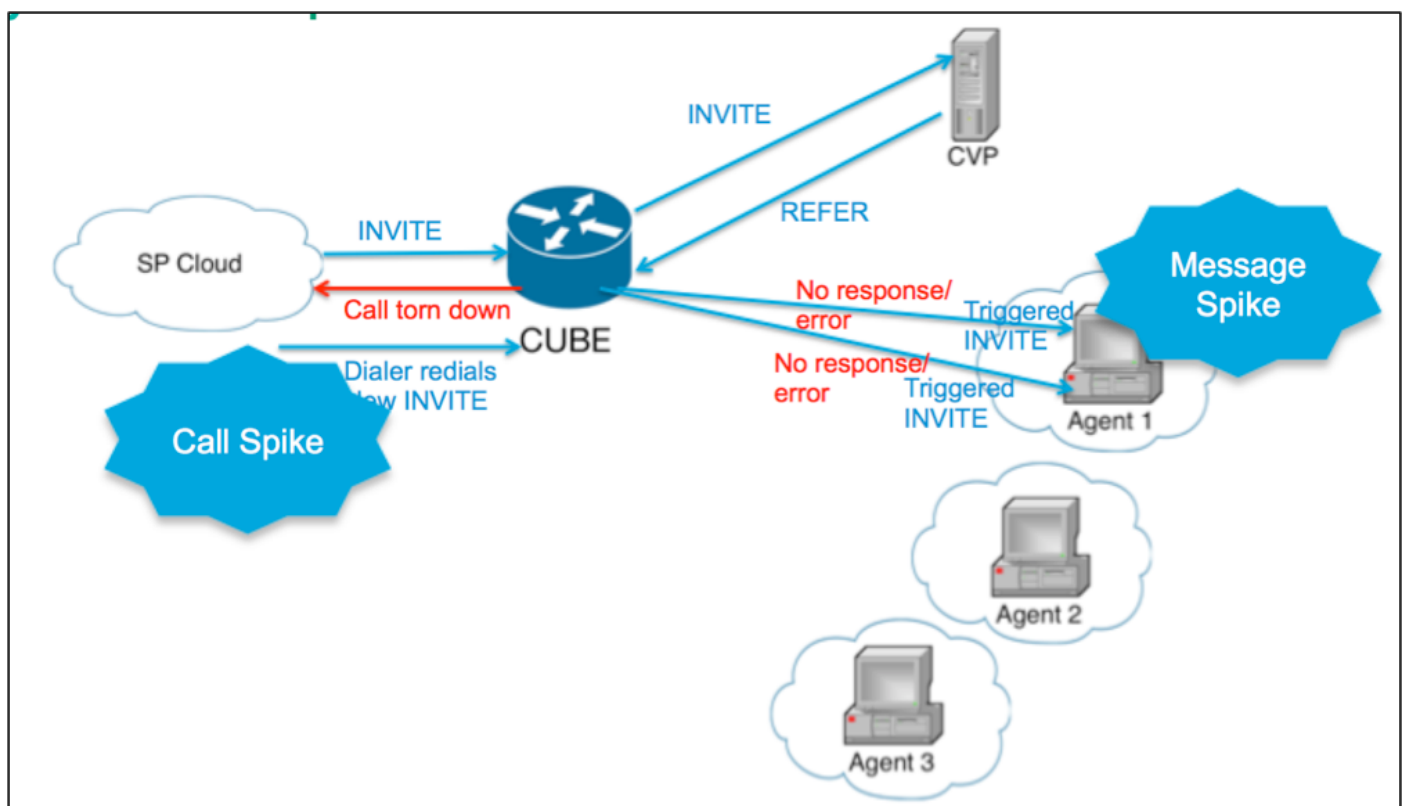 INVITE
CVP
REFER
SP Cloud
INVITE
Call torn down
CUBE
Dialer redials
INVITE
Call Spike
No response/
error
Triggered
INVITE
No response/
error
Triggered
INVITE
Message
Spike
Agent 1
Agent 2
Agent 3